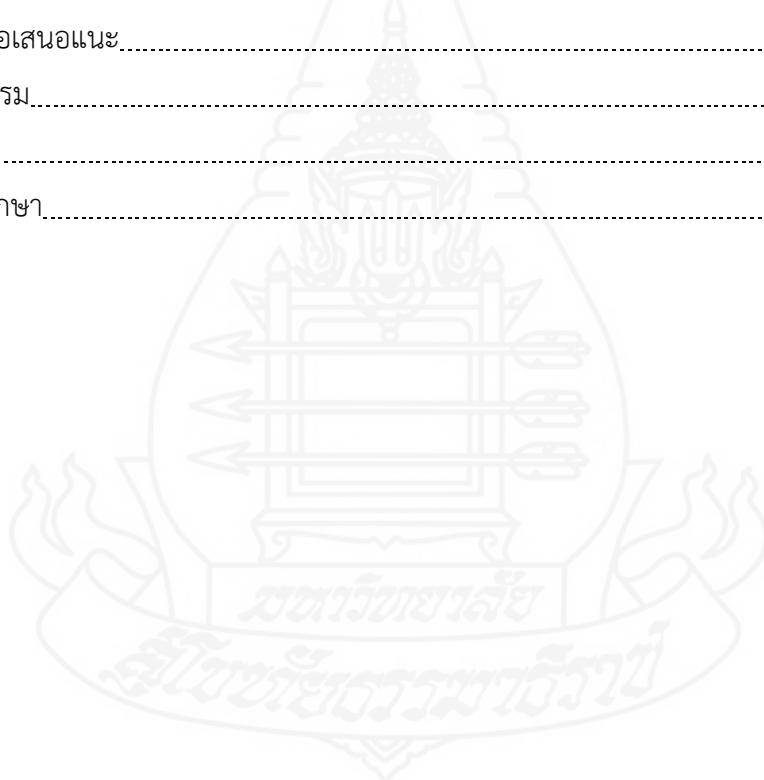 อเสนอแนะ
รม
กษา
มหาวิทยาลัย
สุโขทัยธรรมาธิราช